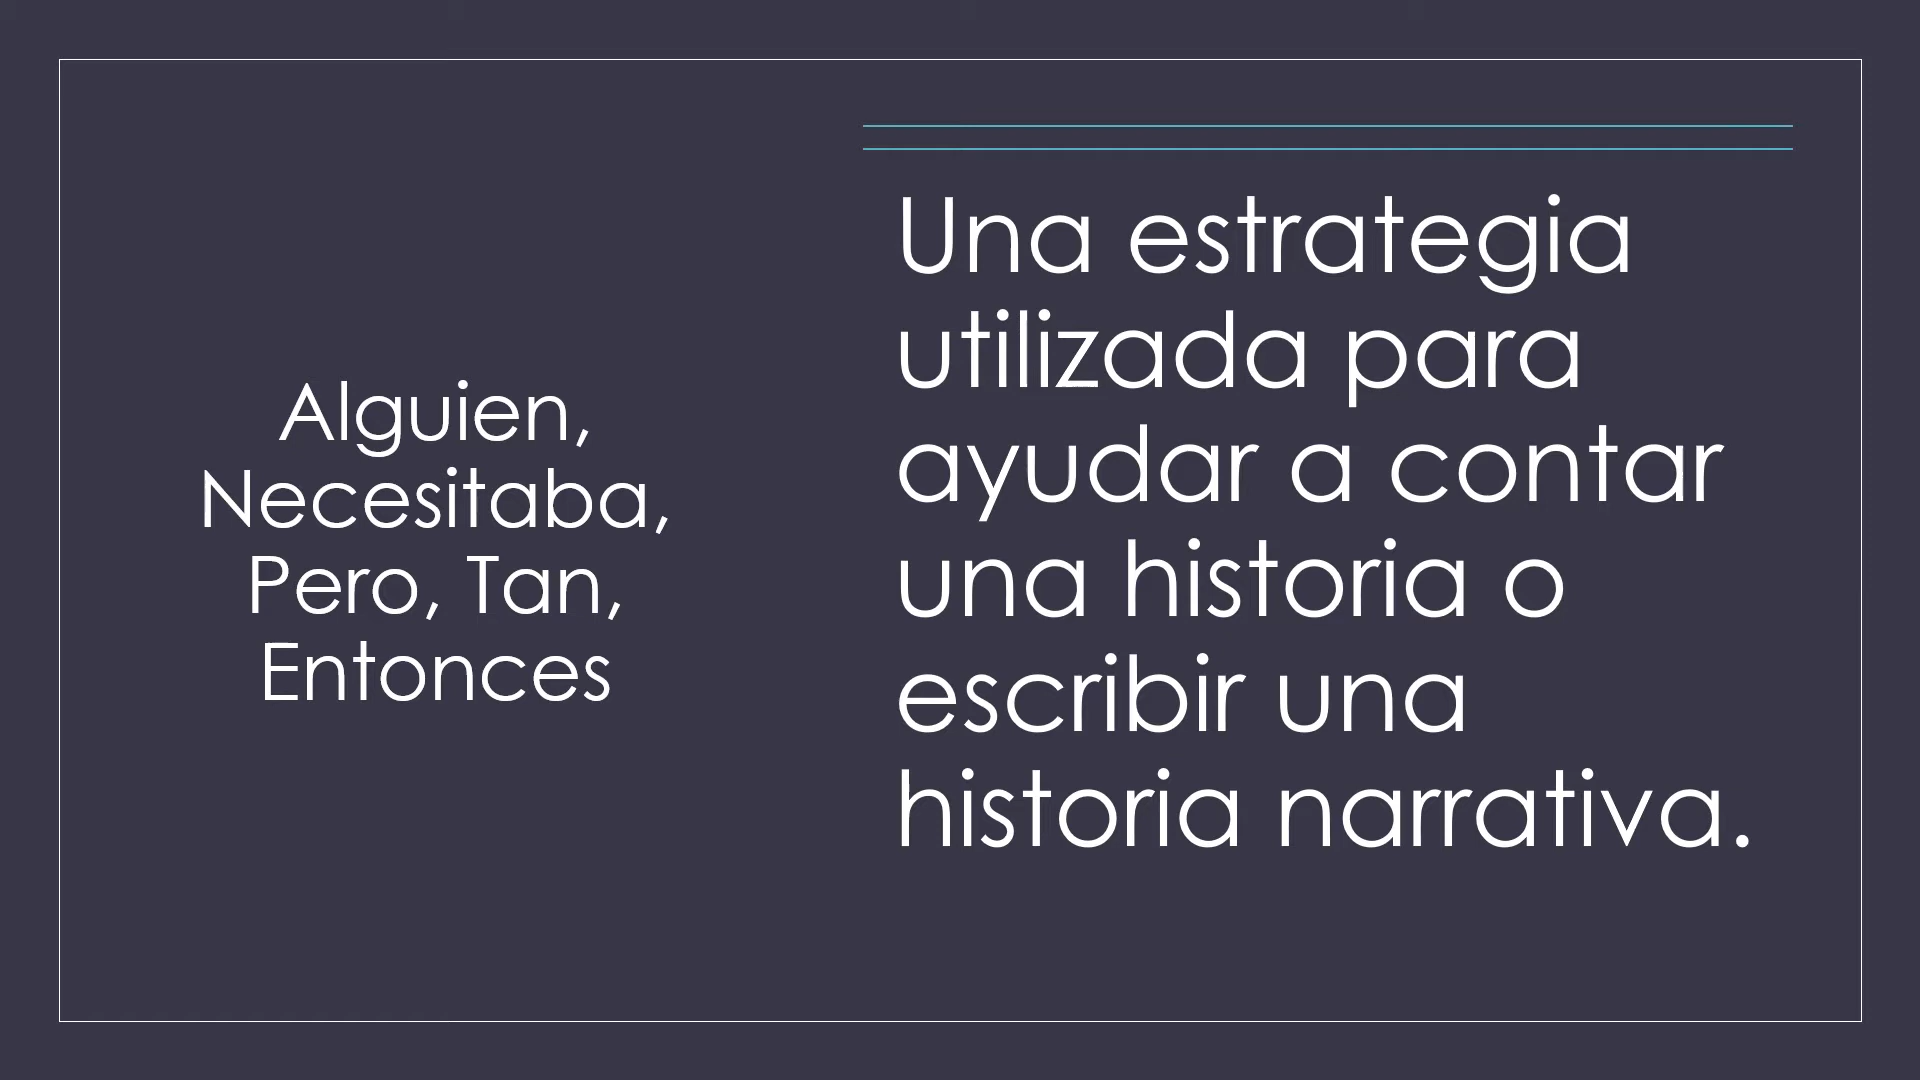 Alguien,
Necesitaba,
Pero, Tan,
Entonces
Una estrategia
utilizada para
ayudar a contar
una historia o
escribir una
historia narrativa.